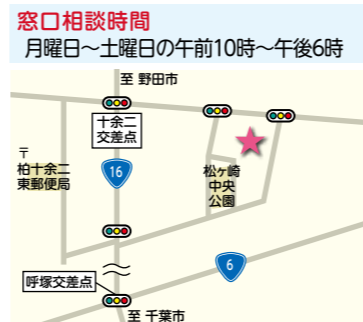 窓口相談時間
月曜日～土曜日の午前10時～午後6時
至 野田市
十余二
交差点
〒
柏十余二
東郵便局
16
松ヶ崎
中央
公園
6
呼塚交差点
至 千葉市